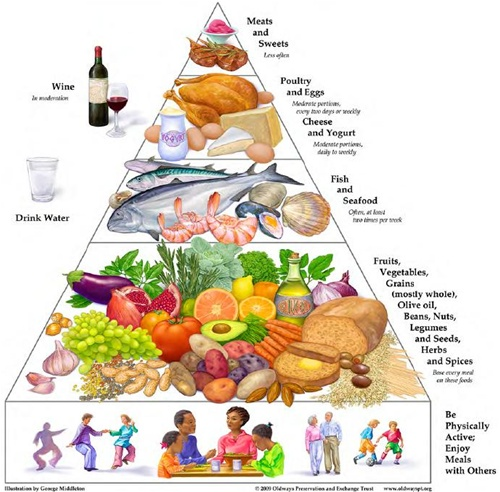 Meats
and
Sweets
Less often
Wine
In moderation
Poultry
and Eggs
Moderate portions,
every two days or weekly
Cheese
and Yogurt
Moderate portions,
daily to weekly
YOGURT
Fish
and
Seafood
Often, at least
two times per week
Drink Water
Fruits,
Vegetables,
Grains
(mostly whole),
Olive oil,
Beans, Nuts,
Legumes
and Seeds,
Herbs
and Spices
Base every meal
on these foods
Be
Physically
Active;
Enjoy
Meals
with Others
Illustration by George Middleton
© 2009 Oldways Preservation and Exchange Trust
www.oldwayspt.org